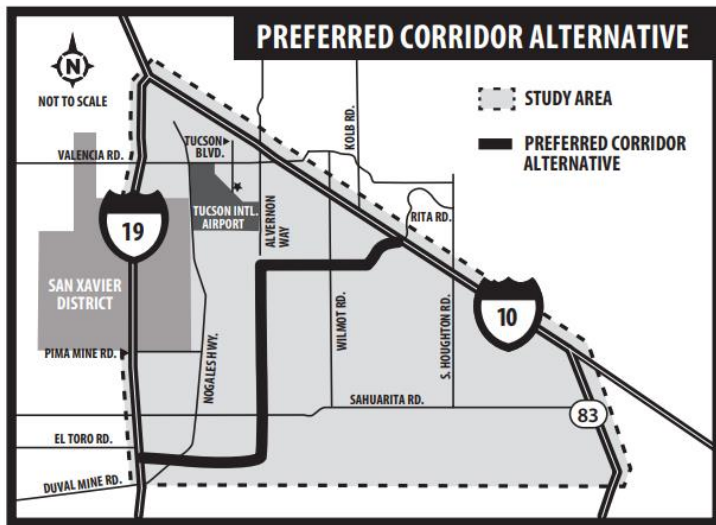 PREFERRED CORRIDOR ALTERNATIVE
N
NOT TO SCALE
STUDY AREA
PREFERRED CORRIDOR
ALTERNATIVE
KOLB RD.
TUCSON
BLVD.
VALENCIA RD.
TUCSON INTL.
AIRPORT
ALVERNON
WAY
RITA RD.
19
SAN XAVIER
DISTRICT
10
WILMOT RD.
S. HOUGHTON RD.
NOGALES HWY.
PIMA MINE RD.
SAHUARITA RD.
83
EL TORO RD.
DUVAL MINE RD.